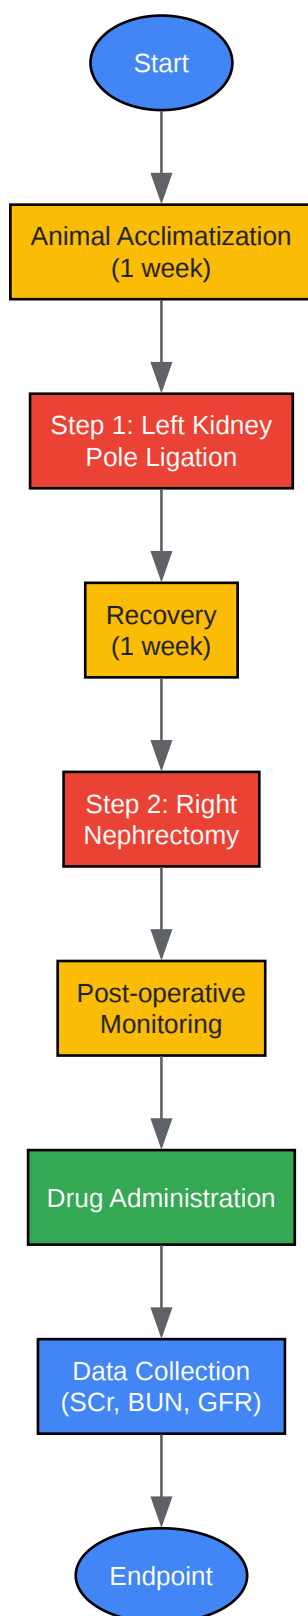 Start
Animal Acclimatization
(1 week)
Step 1: Left Kidney
Pole Ligation
Recovery
(1 week)
Step 2: Right
Nephrectomy
Post-operative
Monitoring
Drug Administration
Data Collection
(SCr, BUN, GFR)
Endpoint